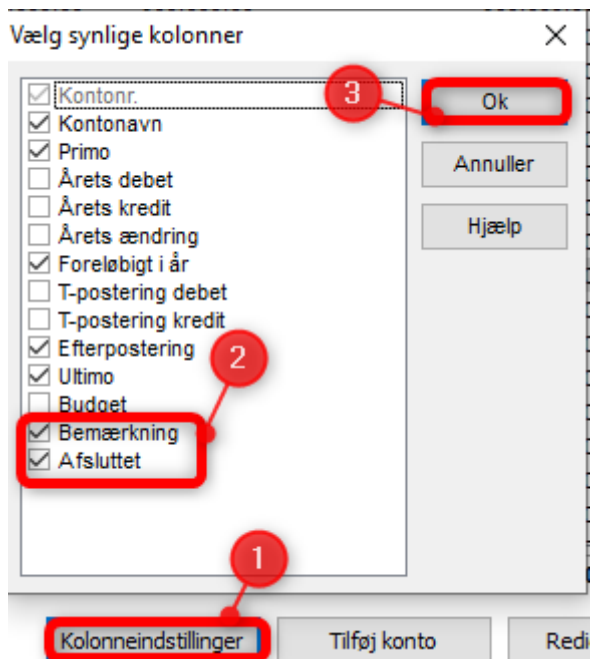 Vælg synlige kolonner
Kontonr.
Kontonavn
Primo
Årets debet
Årets kredit
Årets ændring
Foreløbigt i år
T-postering debet
T-postering kredit
Efterpostering
Ultimo
Budget
Bemærkning
Afsluttet
3
Ok
Annuller
Hjælp
2
1
Kolonneindstillinger
Tilføj konto